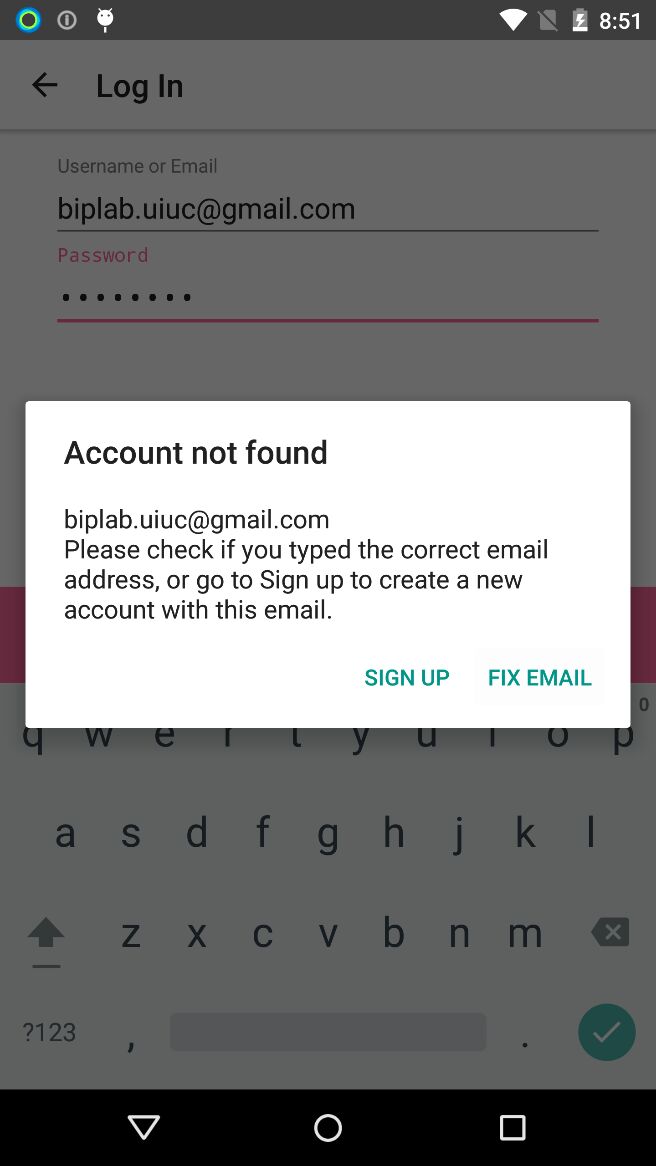 8:51
Log In
Username or Email
biplab.uiuc@gmail.com
Password
Account not found
biplab.uiuc@gmail.com
Please check if you typed the correct email
address, or go to Sign up to create a new
account with this email.
SIGN UP FIX EMAIL
0
q w e r t y u i o p
a s d f g h j k l
z x c v b n m
?123 , .